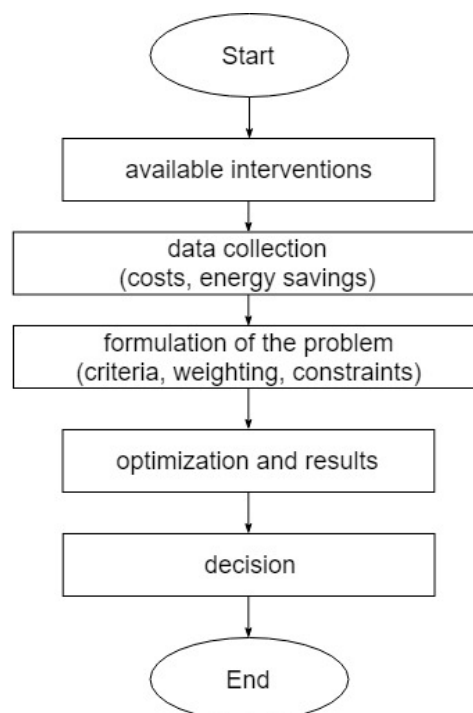 Start
available interventions
data collection
(costs, energy savings)
formulation of the problem
(criteria, weighting, constraints)
optimization and results
decision
End